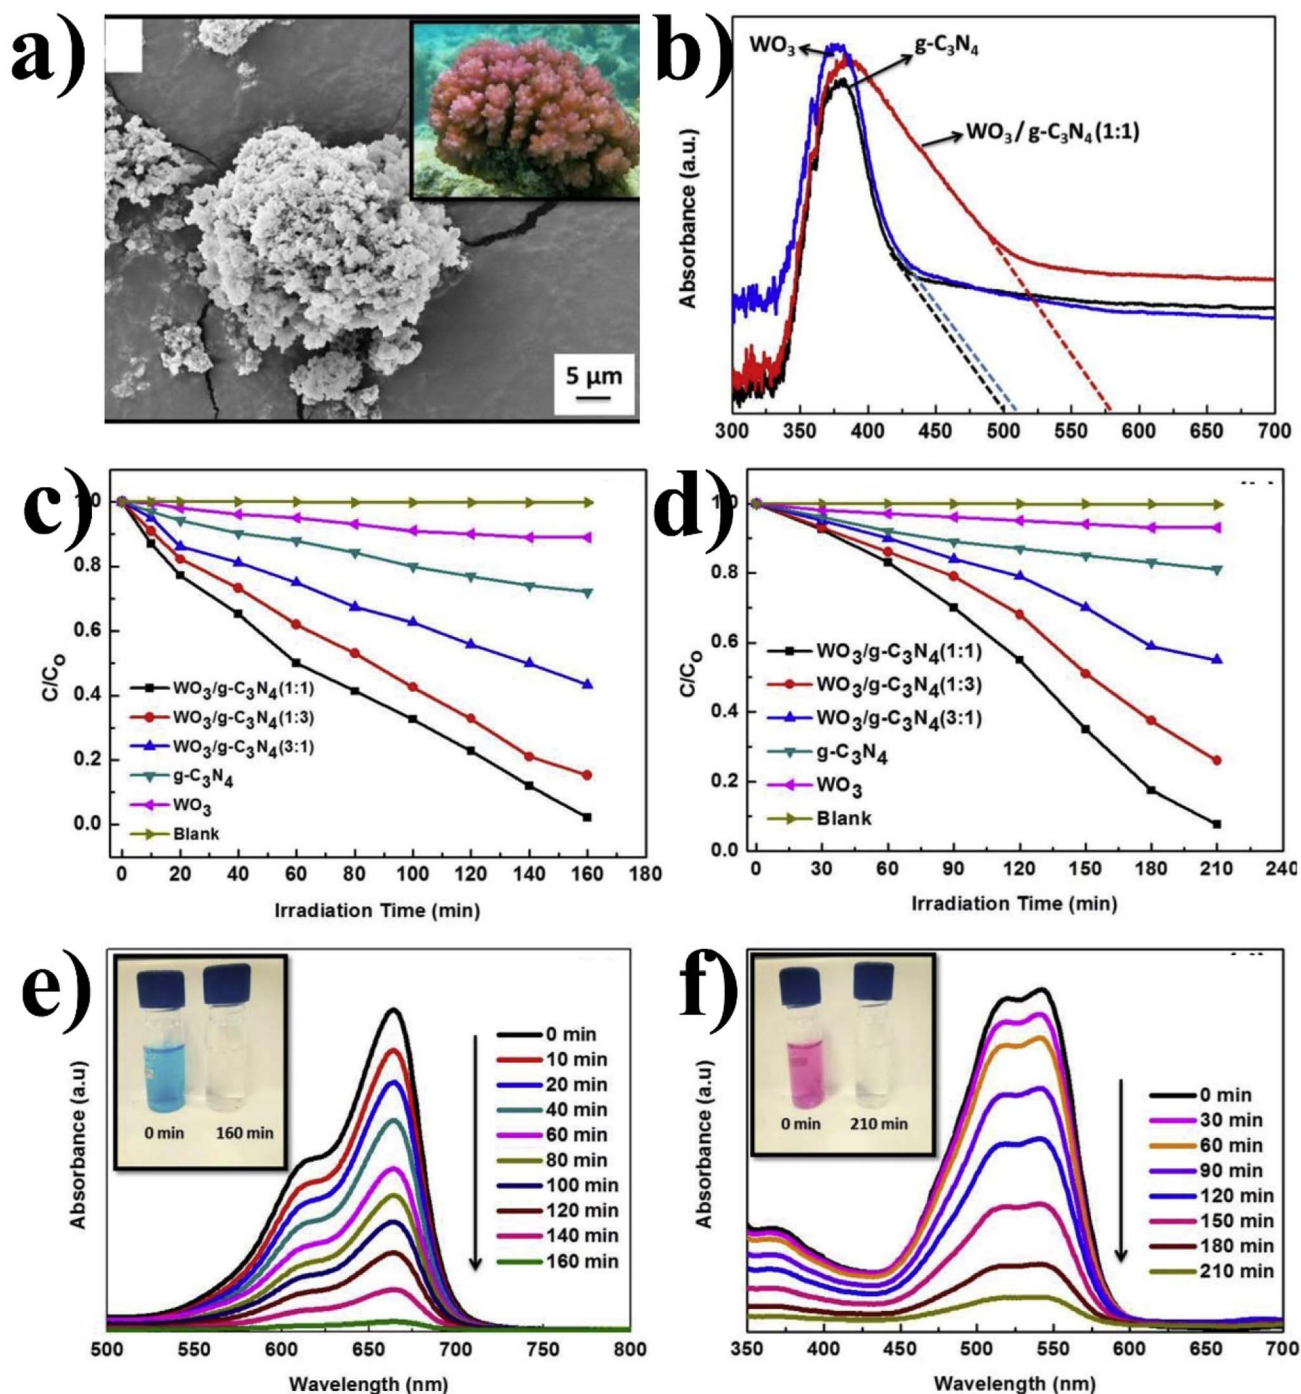 a)
5 µm
b)
Absorbance (a.u.)
WO₃
g-C₃N₄
WO₃/ g-C₃N₄(1:1)
300 350 400 450 500 550 600 650 700
c)
C/C₀
1.0
0.8
0.6
0.4
0.2
0.0
WO₃/g-C₃N₄(1:1)
WO₃/g-C₃N₄(1:3)
WO₃/g-C₃N₄(3:1)
g-C₃N₄
WO₃
Blank
0 20 40 60 80 100 120 140 160 180
Irradiation Time (min)
d)
C/C₀
1.0
0.8
0.6
0.4
0.2
0.0
WO₃/g-C₃N₄(1:1)
WO₃/g-C₃N₄(1:3)
WO₃/g-C₃N₄(3:1)
g-C₃N₄
WO₃
Blank
0 30 60 90 120 150 180 210 240
Irradiation Time (min)
e)
Absorbance (a.u)
0 min 160 min
0 min
10 min
20 min
40 min
60 min
80 min
100 min
120 min
140 min
160 min
500 550 600 650 700 750 800
Wavelength (nm)
f)
Absorbance (a.u)
0 min 210 min
0 min
30 min
60 min
90 min
120 min
150 min
180 min
210 min
350 400 450 500 550 600 650 700
Wavelength (nm)